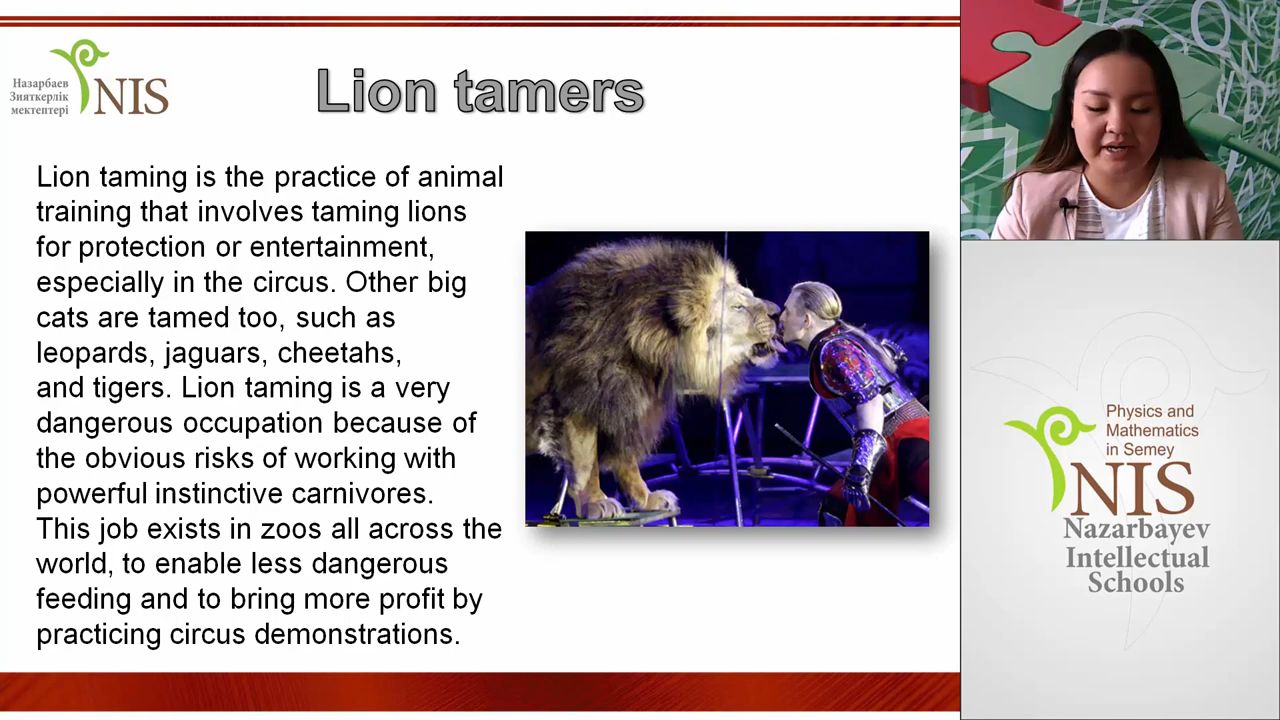 Назарбаев
Зияткерлік
мектептері
NIS
Lion tamers
Lion taming is the practice of animal
training that involves taming lions
for protection or entertainment,
especially in the circus. Other big
cats are tamed too, such as
leopards, jaguars, cheetahs,
and tigers. Lion taming is a very
dangerous occupation because of
the obvious risks of working with
powerful instinctive carnivores.
This job exists in zoos all across the
world, to enable less dangerous
feeding and to bring more profit by
practicing circus demonstrations.
Physics and
Mathematics
in Semey
NIS
Nazarbayev
Intellectual
Schools